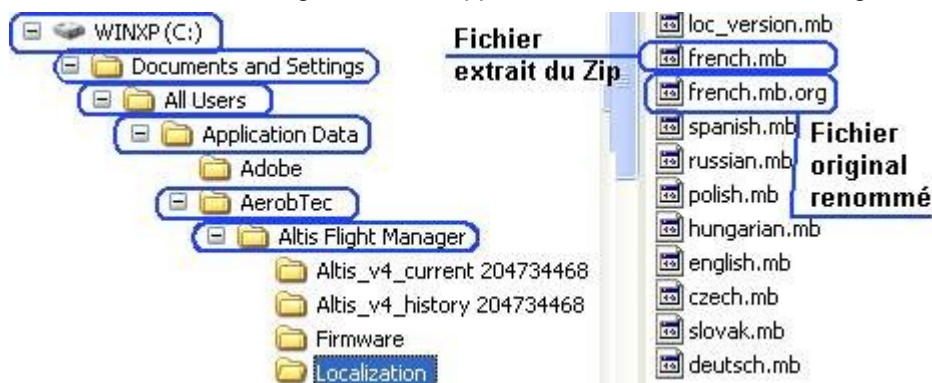 WINXP (C:)
Documents and Settings
All Users
Application Data
Adobe
AerobTec
Altis Flight Manager
Altis_v4_current 204734468
Altis_v4_history 204734468
Firmware
Localization
Fichier
extrait du Zip
loc_version.mb
french.mb
french.mb.org
spanish.mb
russian.mb
polish.mb
hungarian.mb
english.mb
czech.mb
slovak.mb
deutsch.mb
Fichier
original
renommé